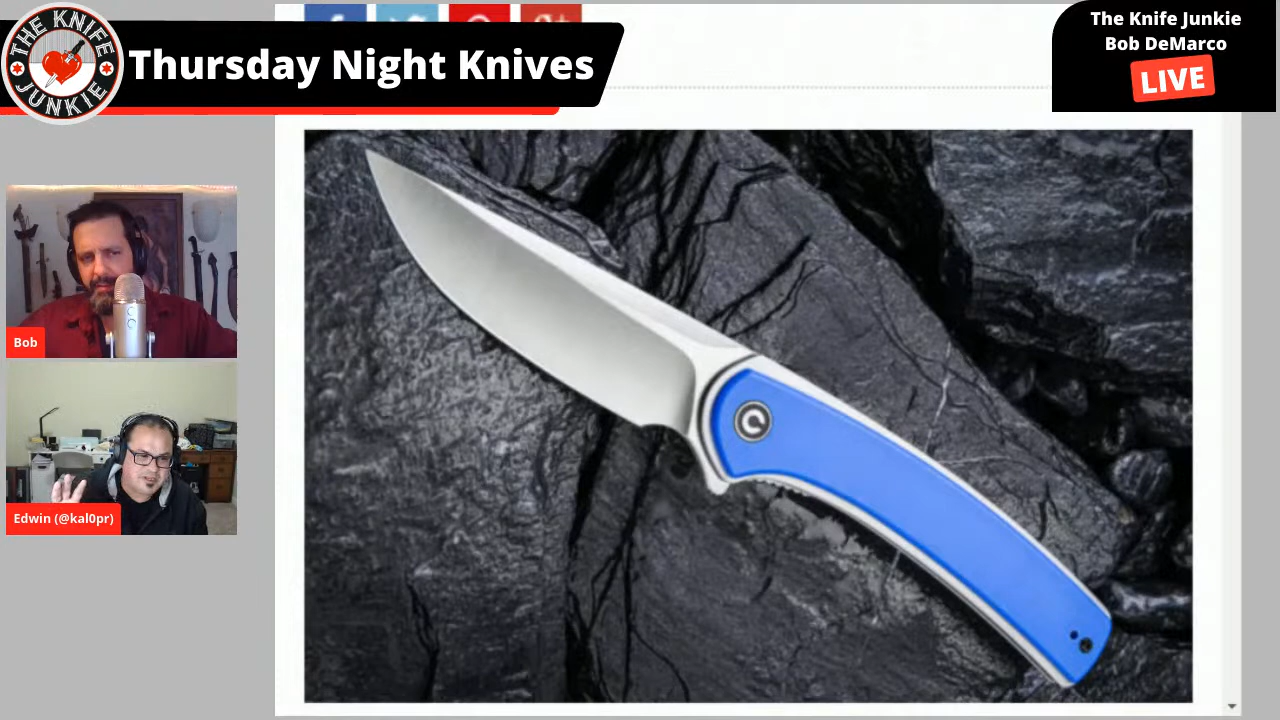 THE KNIFE
JUNKIE
Thursday Night Knives
The Knife Junkie
Bob DeMarco
LIVE
Bob
Edwin (@kal0pr)